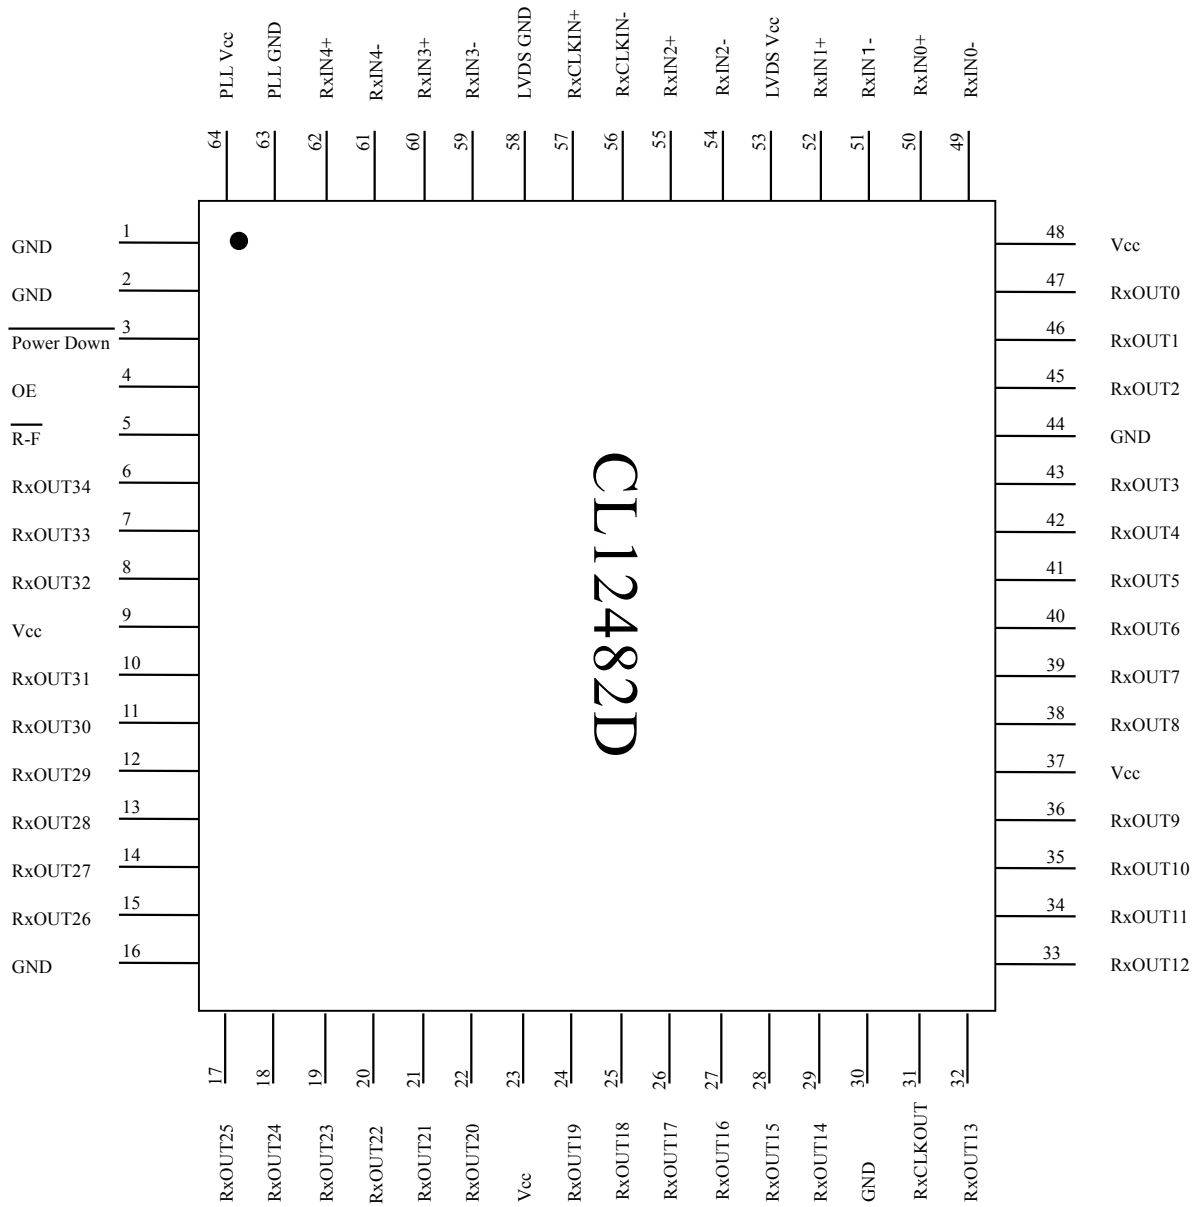 PLL Vcc
PLL GND
RxIN4+
RxIN4-
RxIN3+
RxIN3-
LVDS GND
RxCLKIN+
RxCLKIN-
RxIN2+
RxIN2-
LVDS Vcc
RxIN1+
RxIN1-
RxIN0+
RxIN0-
64
63
62
61
60
59
58
57
56
55
54
53
52
51
50
49
GND 1
GND 2
Power Down 3
OE 4
R-F 5
RxOUT34 6
RxOUT33 7
RxOUT32 8
Vcc 9
RxOUT31 10
RxOUT30 11
RxOUT29 12
RxOUT28 13
RxOUT27 14
RxOUT26 15
GND 16
CL12482D
48 Vcc
47 RxOUT0
46 RxOUT1
45 RxOUT2
44 GND
43 RxOUT3
42 RxOUT4
41 RxOUT5
40 RxOUT6
39 RxOUT7
38 RxOUT8
37 Vcc
36 RxOUT9
35 RxOUT10
34 RxOUT11
33 RxOUT12
17
18
19
20
21
22
23
24
25
26
27
28
29
30
31
32
RxOUT25
RxOUT24
RxOUT23
RxOUT22
RxOUT21
RxOUT20
Vcc
RxOUT19
RxOUT18
RxOUT17
RxOUT16
RxOUT15
RxOUT14
GND
RxCLKOUT
RxOUT13